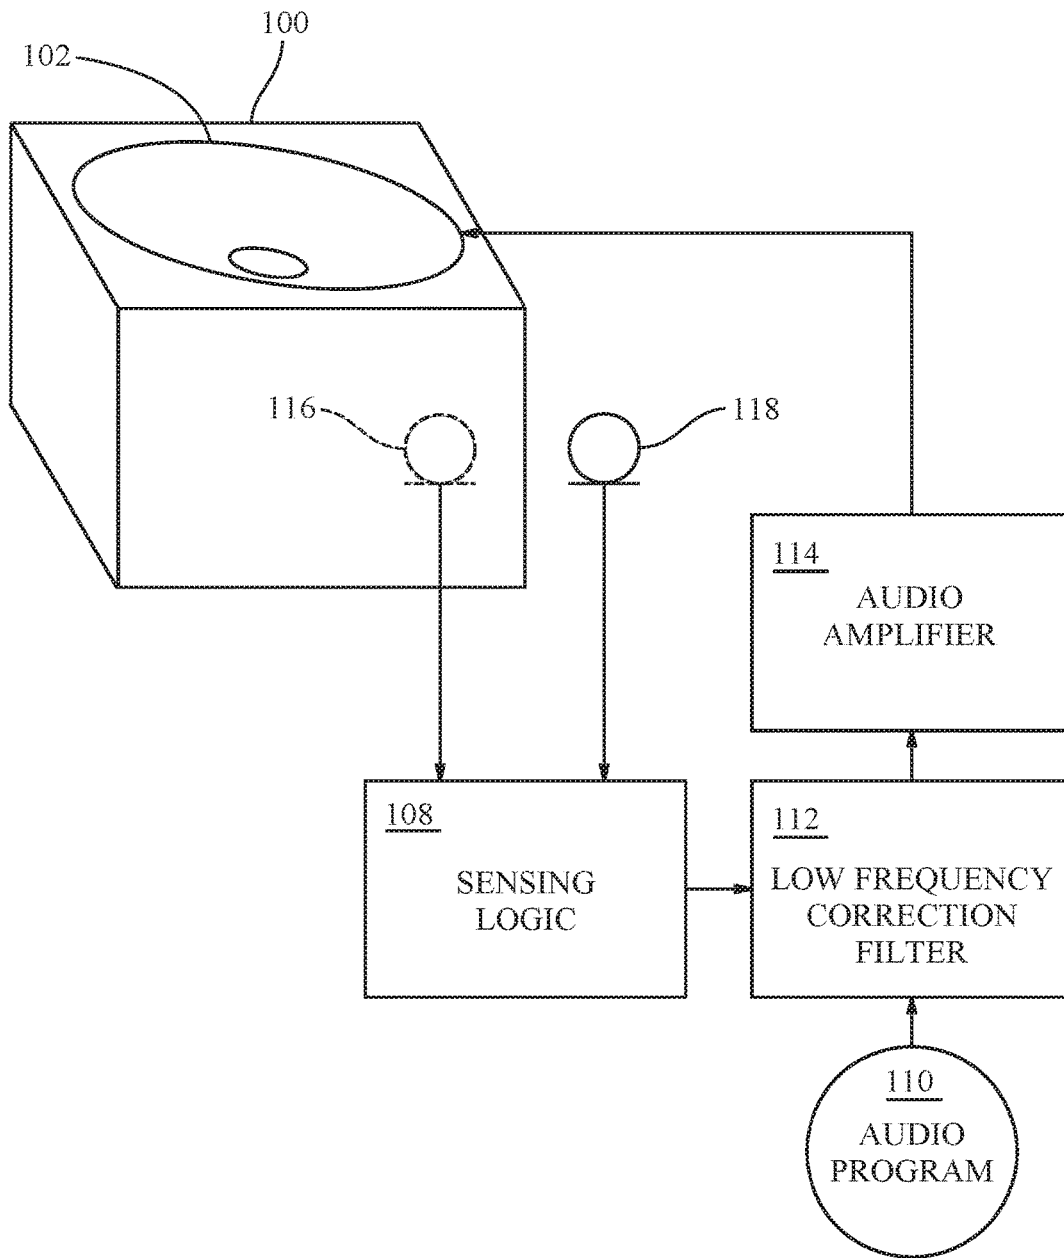 100
102
116
118
114
AUDIO
AMPLIFIER
108
SENSING
LOGIC
112
LOW FREQUENCY
CORRECTION
FILTER
110
AUDIO
PROGRAM